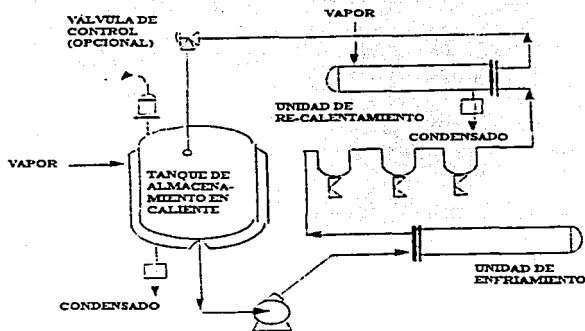 VÁLVULA DE
CONTROL
(OPCIONAL)
VAPOR
UNIDAD DE
RE-CALENTAMIENTO
CONDENSADO
VAPOR
TANQUE DE
ALMACENA-
MIENTO EN
CALIENTE
UNIDAD DE
ENFRIAMIENTO
CONDENSADO